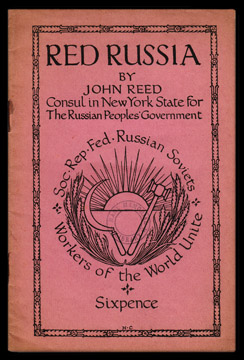 RED RUSSIA
BY
JOHN REED
Consul in New York State for
The Russian Peoples' Government
Soc·Rep·Fed·Russian Soviets
Workers of the World Unite
Sixpence
H·C